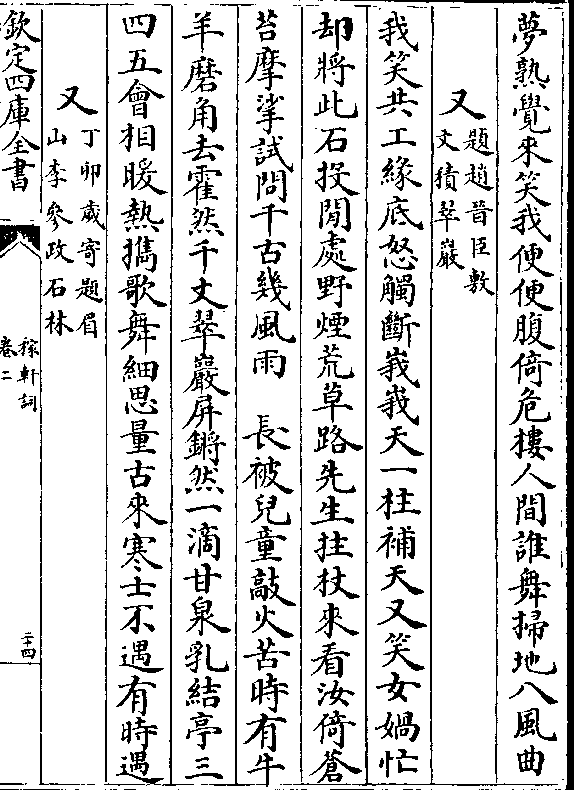 夢熟覺來笑我便便腹倚危樓人間誰舞掃地八風曲
又
題趙晉臣敷
文積翠巖
我笑共工緣底怒觸斷峩峩天一柱補天又笑女媧忙
却將此石投閒處野煙荒草路先生拄杖來看汝倚蒼
苔摩挲試問千古幾風雨　長被兒童敲火苦時有牛
羊磨角去霍然千丈翠巖屏鏘然一滴甘泉乳結亭三
四五會相暖熱擕歌舞細思量古來寒士不遇有時遇
又
丁卯歲寄題眉
山李參政石林
欽定四庫全書
稼軒詞
卷二
二十四